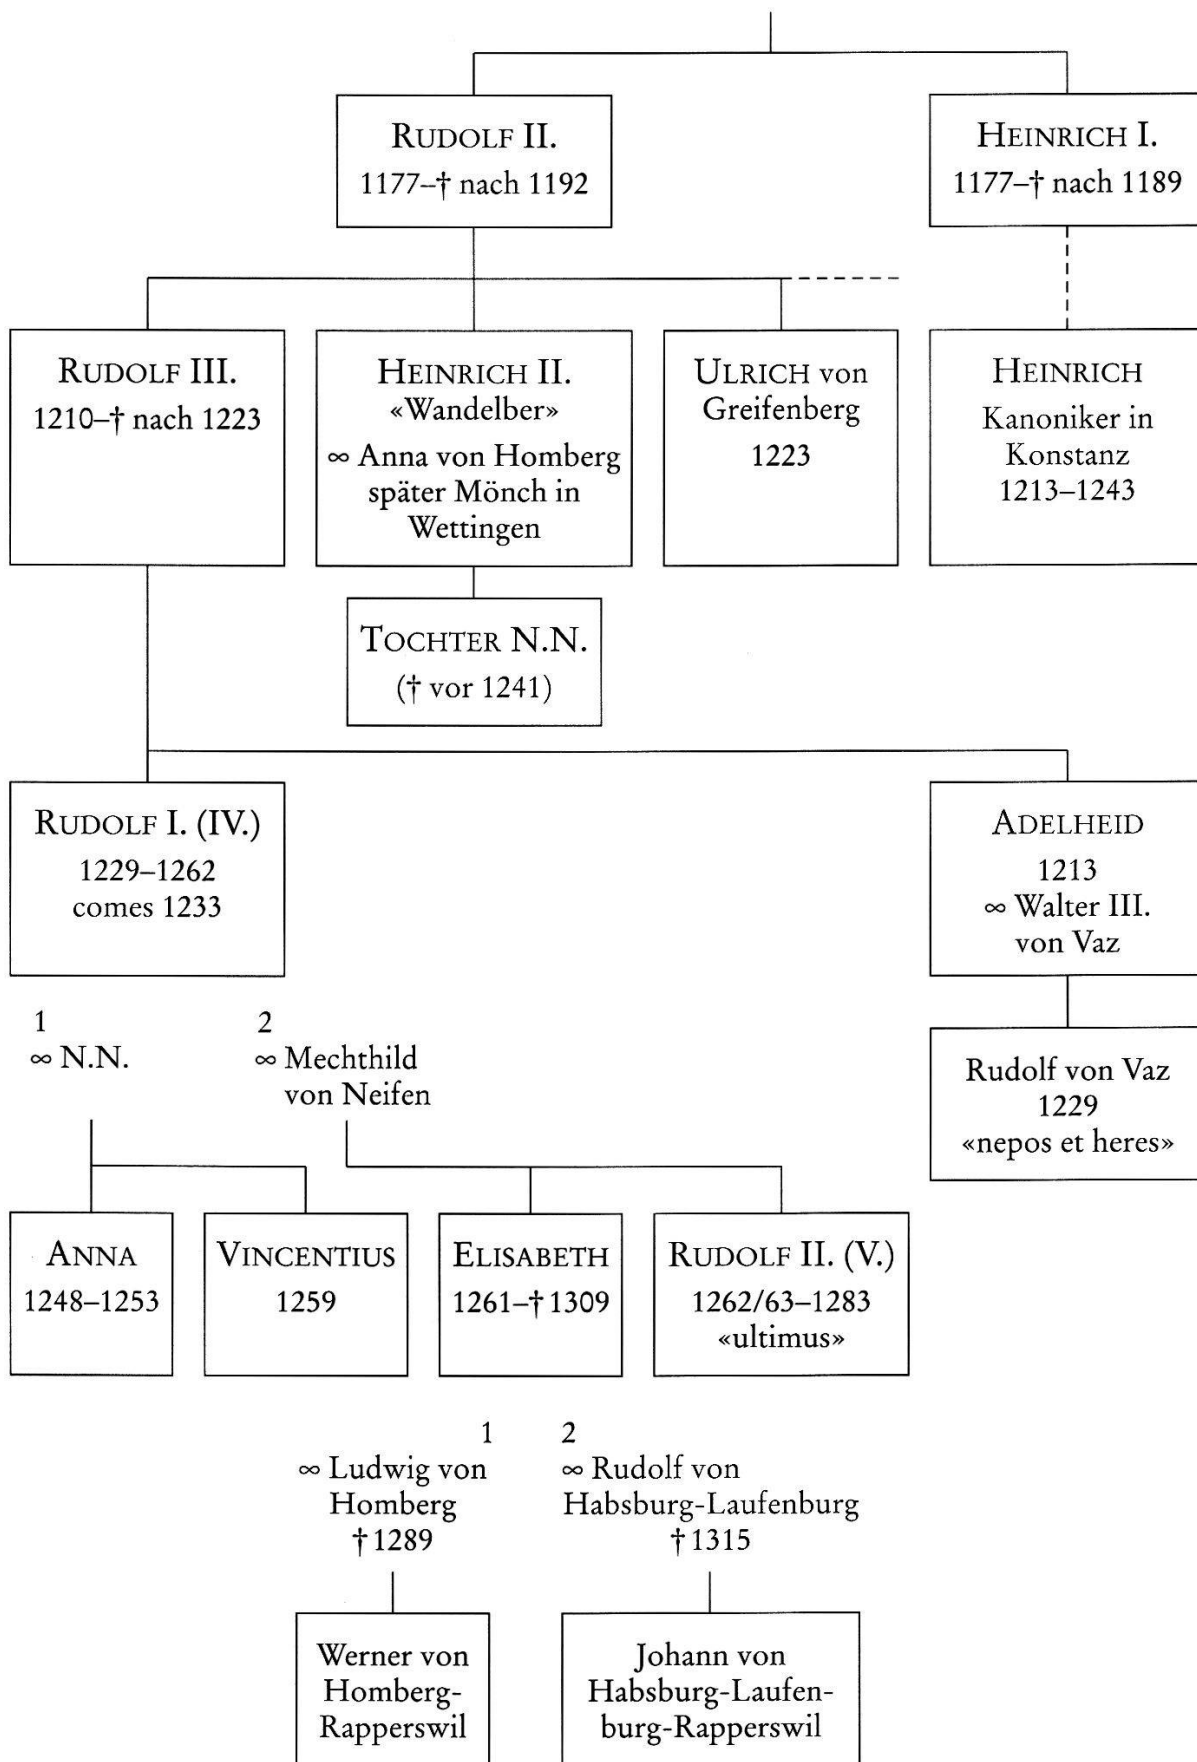 RUDOLF II.
1177–† nach 1192
HEINRICH I.
1177–† nach 1189
RUDOLF III.
1210–† nach 1223
HEINRICH II.
«Wandelber»
∞ Anna von Homberg
später Mönch in
Wettingen
ULRICH von
Greifenberg
1223
HEINRICH
Kanoniker in
Konstanz
1213–1243
TOCHTER N.N.
(† vor 1241)
RUDOLF I. (IV.)
1229–1262
comes 1233
ADELHEID
1213
∞ Walter III.
von Vaz
1
∞ N.N.
2
∞ Mechthild
von Neifen
Rudolf von Vaz
1229
«nepos et heres»
ANNA
1248–1253
VINCENTIUS
1259
ELISABETH
1261–† 1309
RUDOLF II. (V.)
1262/63–1283
«ultimus»
1
∞ Ludwig von
Homberg
† 1289
2
∞ Rudolf von
Habsburg-Laufenburg
† 1315
Werner von
Homberg-
Rapperswil
Johann von
Habsburg-Laufen-
burg-Rapperswil